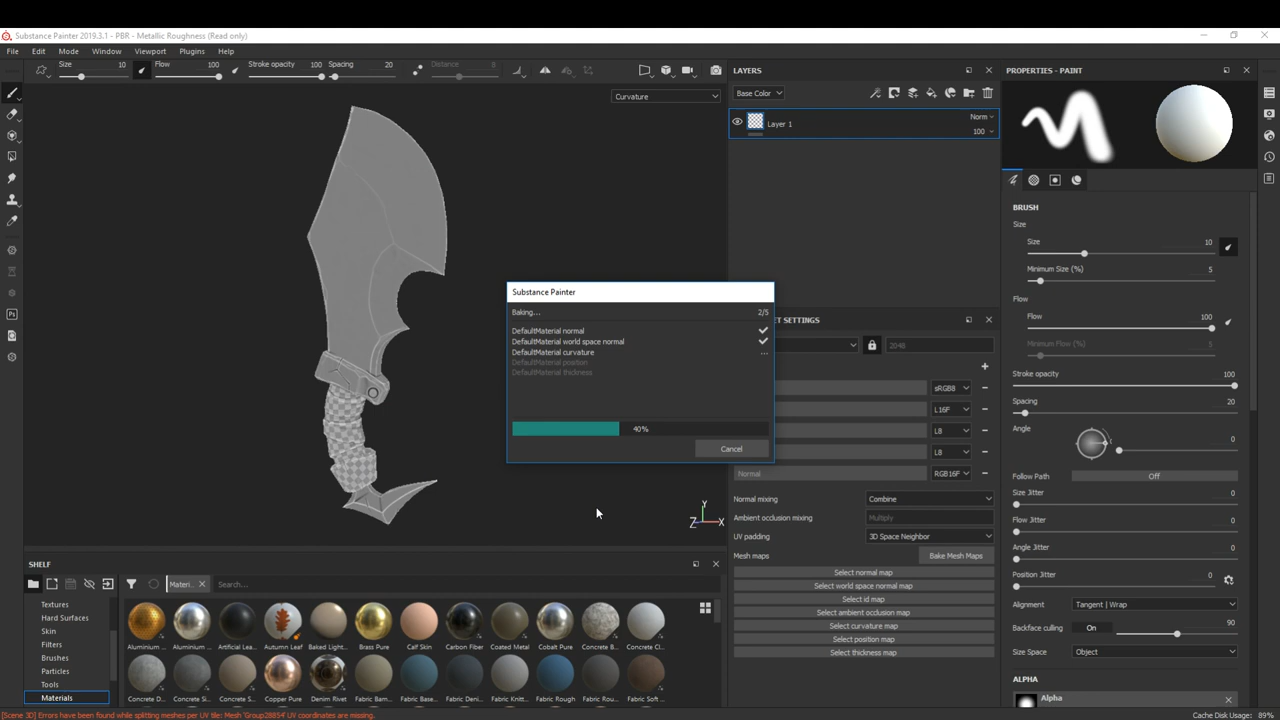 Substance Painter 2019.3.1 - PBR - Metallic Roughness (Read only)
File Edit Mode Window Viewport Plugins Help
Size 10 Flow 100 Stroke opacity 100 Spacing 20 Distance 8
Curvature
LAYERS
Base Color
Layer 1 Norm
100
PROPERTIES - PAINT
BRUSH
Size
Size 10
Minimum Size (%) 5
Flow
Flow 100
Minimum Flow (%) 5
Stroke opacity 100
Spacing 20
Angle 0
Follow Path Off
Size Jitter 0
Flow Jitter 0
Angle Jitter 0
Position Jitter 0
Alignment Tangent | Wrap
Backface culling On 90
Size Space Object
ALPHA
Alpha
Substance Painter
Baking... 2/5
DefaultMaterial normal
DefaultMaterial world space normal
DefaultMaterial curvature ...
DefaultMaterial position
DefaultMaterial thickness
40%
Cancel
ET SETTINGS
2048
sRGB8
L16F
L8
L8
Normal RGB16F
Normal mixing Combine
Ambient occlusion mixing Multiply
UV padding 3D Space Neighbor
Mesh maps Bake Mesh Maps
Select normal map
Select world space normal map
Select id map
Select ambient occlusion map
Select curvature map
Select position map
Select thickness map
Y
Z X
Ps
SHELF
Materi... Search...
Textures
Hard Surfaces
Skin
Filters
Brushes
Particles
Tools
Materials
Aluminium ... Aluminium ... Artificial Lea... Autumn Leaf Baked Light... Brass Pure Calf Skin Carbon Fiber Coated Metal Cobalt Pure Concrete B... Concrete Cl...
Concrete D... Concrete Si... Concrete S... Copper Pure Denim Rivet Fabric Bam... Fabric Base... Fabric Deni... Fabric Knitt... Fabric Rough Fabric Rou... Fabric Soft ...
[Scene 3D] Errors have been found while splitting meshes per UV tile: Mesh 'Group28854' UV coordinates are missing.
Cache Disk Usage: 89%